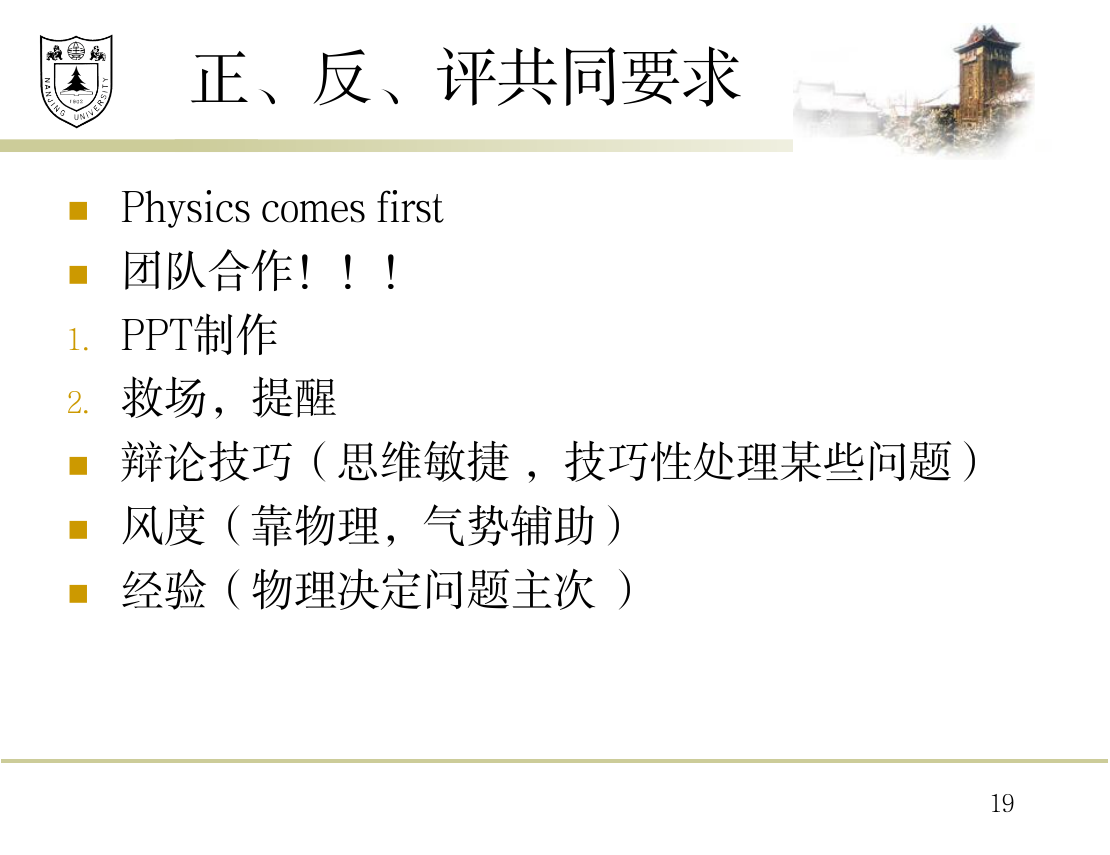 NANJING UNIVERSITY
1902
正、反、评共同要求
■ Physics comes first
■ 团队合作！！！
1. PPT制作
2. 救场，提醒
■ 辩论技巧（思维敏捷 ，技巧性处理某些问题）
■ 风度（靠物理，气势辅助）
■ 经验（物理决定问题主次 ）
19